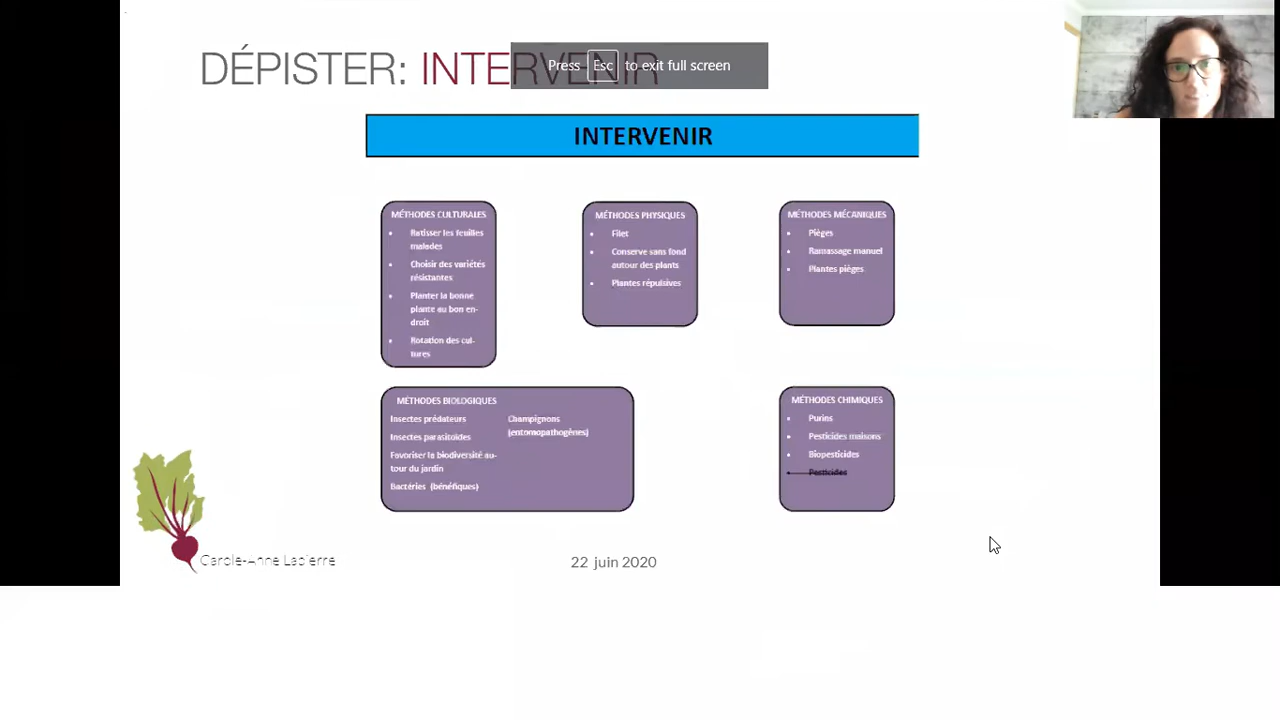 DÉPISTER: INTERVENIR
Press Esc to exit full screen
INTERVENIR
MÉTHODES CULTURALES
Ratisser les feuilles
malades
Choisir des variétés
résistantes
Planter la bonne
plante au bon en-
droit
Rotation des cul-
tures
MÉTHODES PHYSIQUES
Filet
Conserve sans fond
autour des plants
Plantes répulsives
MÉTHODES MÉCANIQUES
Pièges
Ramassage manuel
Plantes pièges
MÉTHODES BIOLOGIQUES
Insectes prédateurs
Insectes parasitoïdes
Favoriser la biodiversité au-
tour du jardin
Bactéries (bénéfiques)
Champignons
(entomopathogènes)
MÉTHODES CHIMIQUES
Purins
Pesticides maisons
Biopesticides
Pesticides
Carole-Anne Lapierre
22 juin 2020